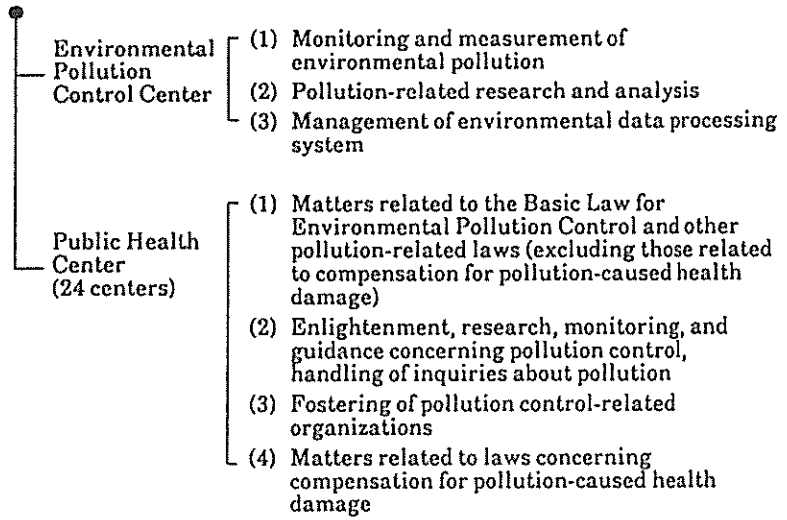 Environmental
Pollution
Control Center
(1) Monitoring and measurement of
environmental pollution
(2) Pollution-related research and analysis
(3) Management of environmental data processing
system
Public Health
Center
(24 centers)
(1) Matters related to the Basic Law for
Environmental Pollution Control and other
pollution-related laws (excluding those related
to compensation for pollution-caused health
damage)
(2) Enlightenment, research, monitoring, and
guidance concerning pollution control,
handling of inquiries about pollution
(3) Fostering of pollution control-related
organizations
(4) Matters related to laws concerning
compensation for pollution-caused health
damage